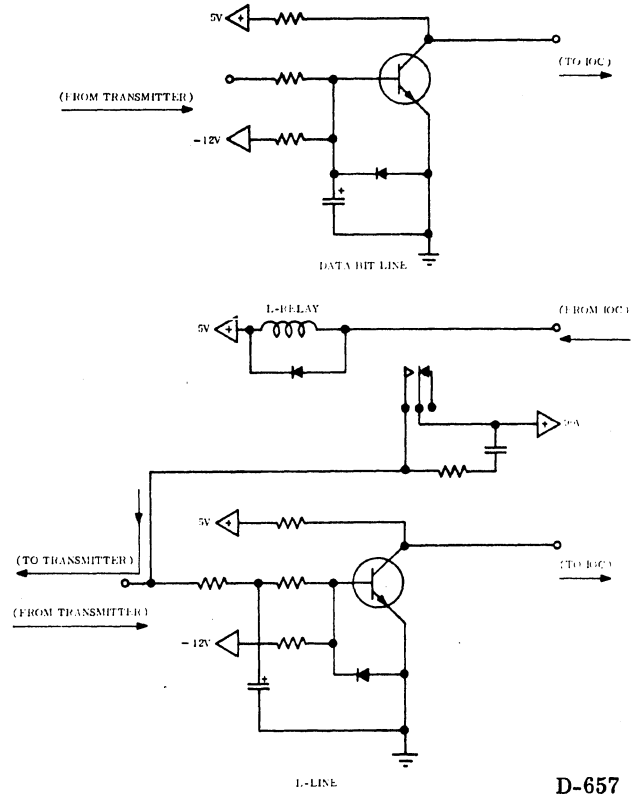 5V
(TO IOC)
(FROM TRANSMITTER)
-12V
+
DATA BIT LINE
L-RELAY
5V
(FROM IOC)
5V
(TO TRANSMITTER)
(TO IOC)
(FROM TRANSMITTER)
-12V
+
L-LINE
D-657